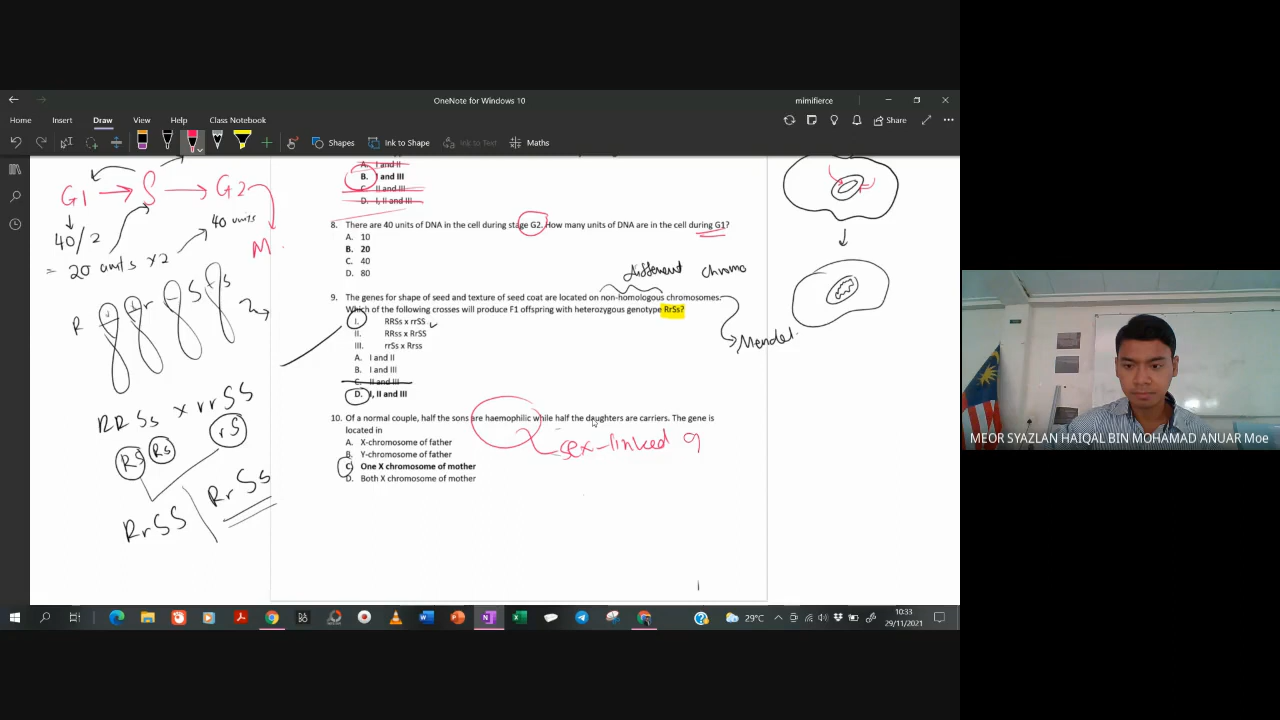 OneNote for Windows 10
mimifierce
Home Insert Draw View Help Class Notebook
Share
Shapes Ink to Shape Ink to Text Maths
A. I and II
B. I and III
C. II and III
D. I, II and III
G1 → S → G2
40/2
40 units
= 20 units x2
M
8. There are 40 units of DNA in the cell during stage G2. How many units of DNA are in the cell during G1?
A. 10
B. 20
C. 40
D. 80
different chromo
R r S s
9. The genes for shape of seed and texture of seed coat are located on non-homologous chromosomes.
Which of the following crosses will produce F1 offspring with heterozygous genotype RrSs?
I. RRSs x rrSS
II. RRss x RrSS
III. rrSs x Rrss
Mendel
A. I and II
B. I and III
C. II and III
D. I, II and III
RRSs x rrSS
RS Rs rS
RrSS RrSs
10. Of a normal couple, half the sons are haemophilic while half the daughters are carriers. The gene is
located in
A. X-chromosome of father
B. Y-chromosome of father
C. One X chromosome of mother
D. Both X chromosome of mother
sex-linked g
MEOR SYAZLAN HAIQAL BIN MOHAMAD ANUAR Moe
29°C
10:33
29/11/2021